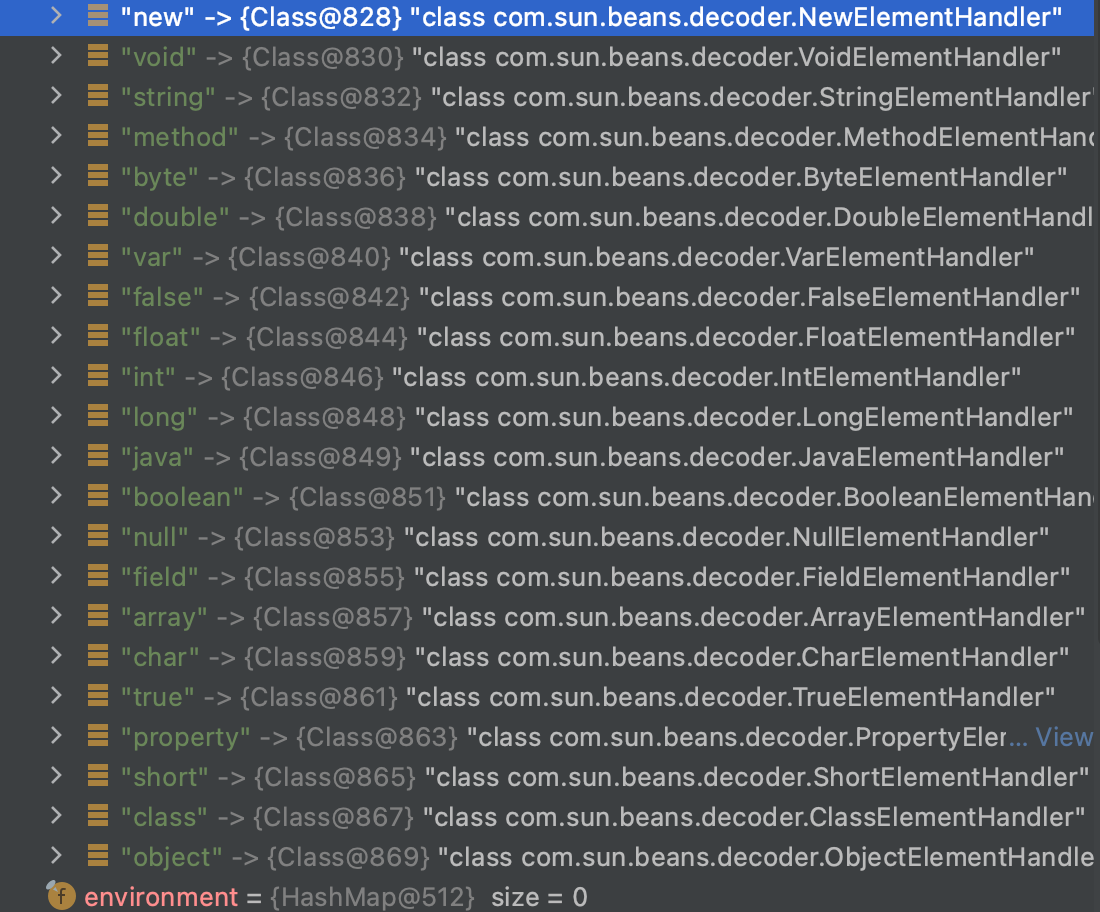 "new" -> {Class@828} "class com.sun.beans.decoder.NewElementHandler"
"void" -> {Class@830} "class com.sun.beans.decoder.VoidElementHandler"
"string" -> {Class@832} "class com.sun.beans.decoder.StringElementHandler"
"method" -> {Class@834} "class com.sun.beans.decoder.MethodElementHand
"byte" -> {Class@836} "class com.sun.beans.decoder.ByteElementHandler"
"double" -> {Class@838} "class com.sun.beans.decoder.DoubleElementHandl
"var" -> {Class@840} "class com.sun.beans.decoder.VarElementHandler"
"false" -> {Class@842} "class com.sun.beans.decoder.FalseElementHandler"
"float" -> {Class@844} "class com.sun.beans.decoder.FloatElementHandler"
"int" -> {Class@846} "class com.sun.beans.decoder.IntElementHandler"
"long" -> {Class@848} "class com.sun.beans.decoder.LongElementHandler"
"java" -> {Class@849} "class com.sun.beans.decoder.JavaElementHandler"
"boolean" -> {Class@851} "class com.sun.beans.decoder.BooleanElementHan
"null" -> {Class@853} "class com.sun.beans.decoder.NullElementHandler"
"field" -> {Class@855} "class com.sun.beans.decoder.FieldElementHandler"
"array" -> {Class@857} "class com.sun.beans.decoder.ArrayElementHandler"
"char" -> {Class@859} "class com.sun.beans.decoder.CharElementHandler"
"true" -> {Class@861} "class com.sun.beans.decoder.TrueElementHandler"
"property" -> {Class@863} "class com.sun.beans.decoder.PropertyEler... View
"short" -> {Class@865} "class com.sun.beans.decoder.ShortElementHandler"
"class" -> {Class@867} "class com.sun.beans.decoder.ClassElementHandler"
"object" -> {Class@869} "class com.sun.beans.decoder.ObjectElementHandle
f environment = {HashMap@512} size = 0